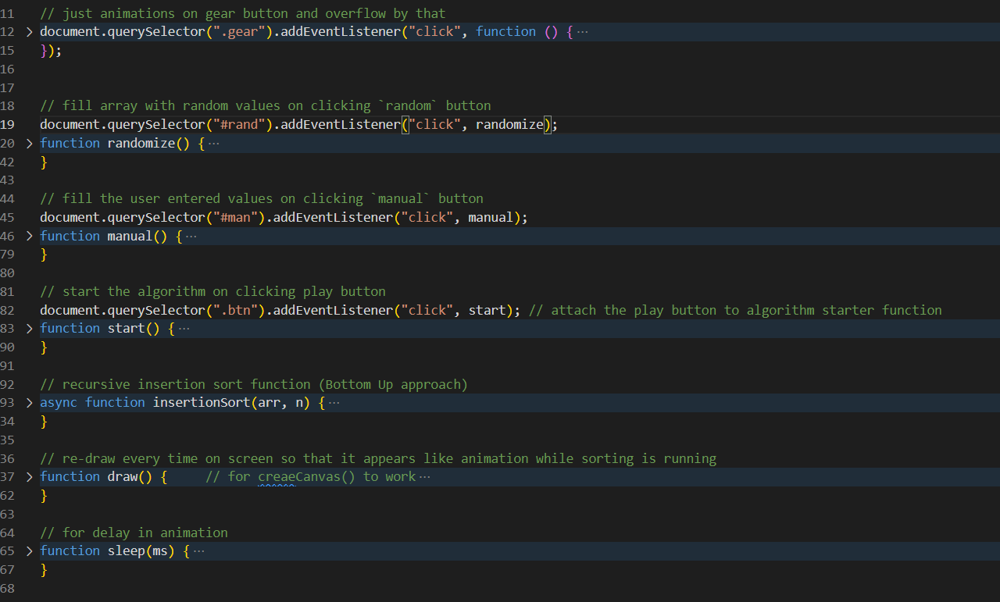 11 // just animations on gear button and overflow by that
12 > document.querySelector(".gear").addEventListener("click", function () {···
15 });
16
17
18 // fill array with random values on clicking `random` button
19 document.querySelector("#rand").addEventListener("click", randomize);
20 > function randomize() {···
42 }
43
44 // fill the user entered values on clicking `manual` button
45 document.querySelector("#man").addEventListener("click", manual);
46 > function manual() {···
79 }
80
81 // start the algorithm on clicking play button
82 document.querySelector(".btn").addEventListener("click", start); // attach the play button to algorithm starter function
83 > function start() {···
90 }
91
92 // recursive insertion sort function (Bottom Up approach)
93 > async function insertionSort(arr, n) {···
34 }
35
36 // re-draw every time on screen so that it appears like animation while sorting is running
37 > function draw() {     // for creaeCanvas() to work···
62 }
63
64 // for delay in animation
65 > function sleep(ms) {···
67 }
68